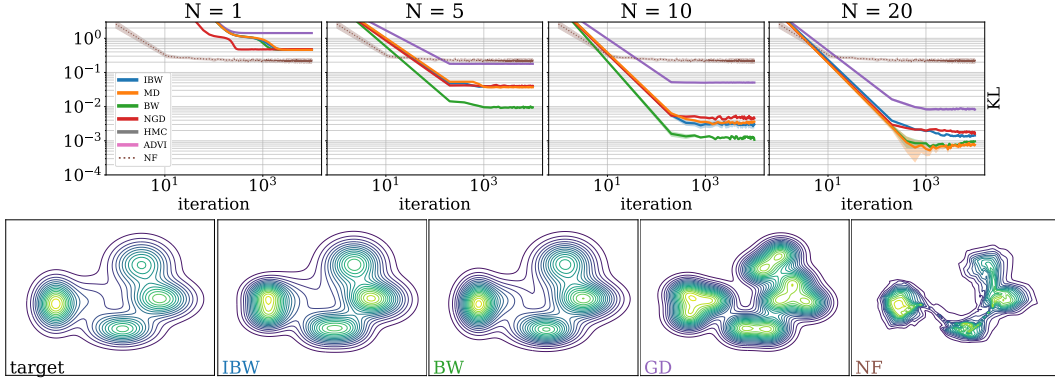 N = 1
N = 5
N = 10
N = 20
10^0
10^-1
10^-2
10^-3
10^-4
IBW
MD
BW
NGD
HMC
ADVI
NF
KL
10^1
10^3
10^1
10^3
10^1
10^3
10^1
10^3
iteration
iteration
iteration
iteration
target
IBW
BW
GD
NF